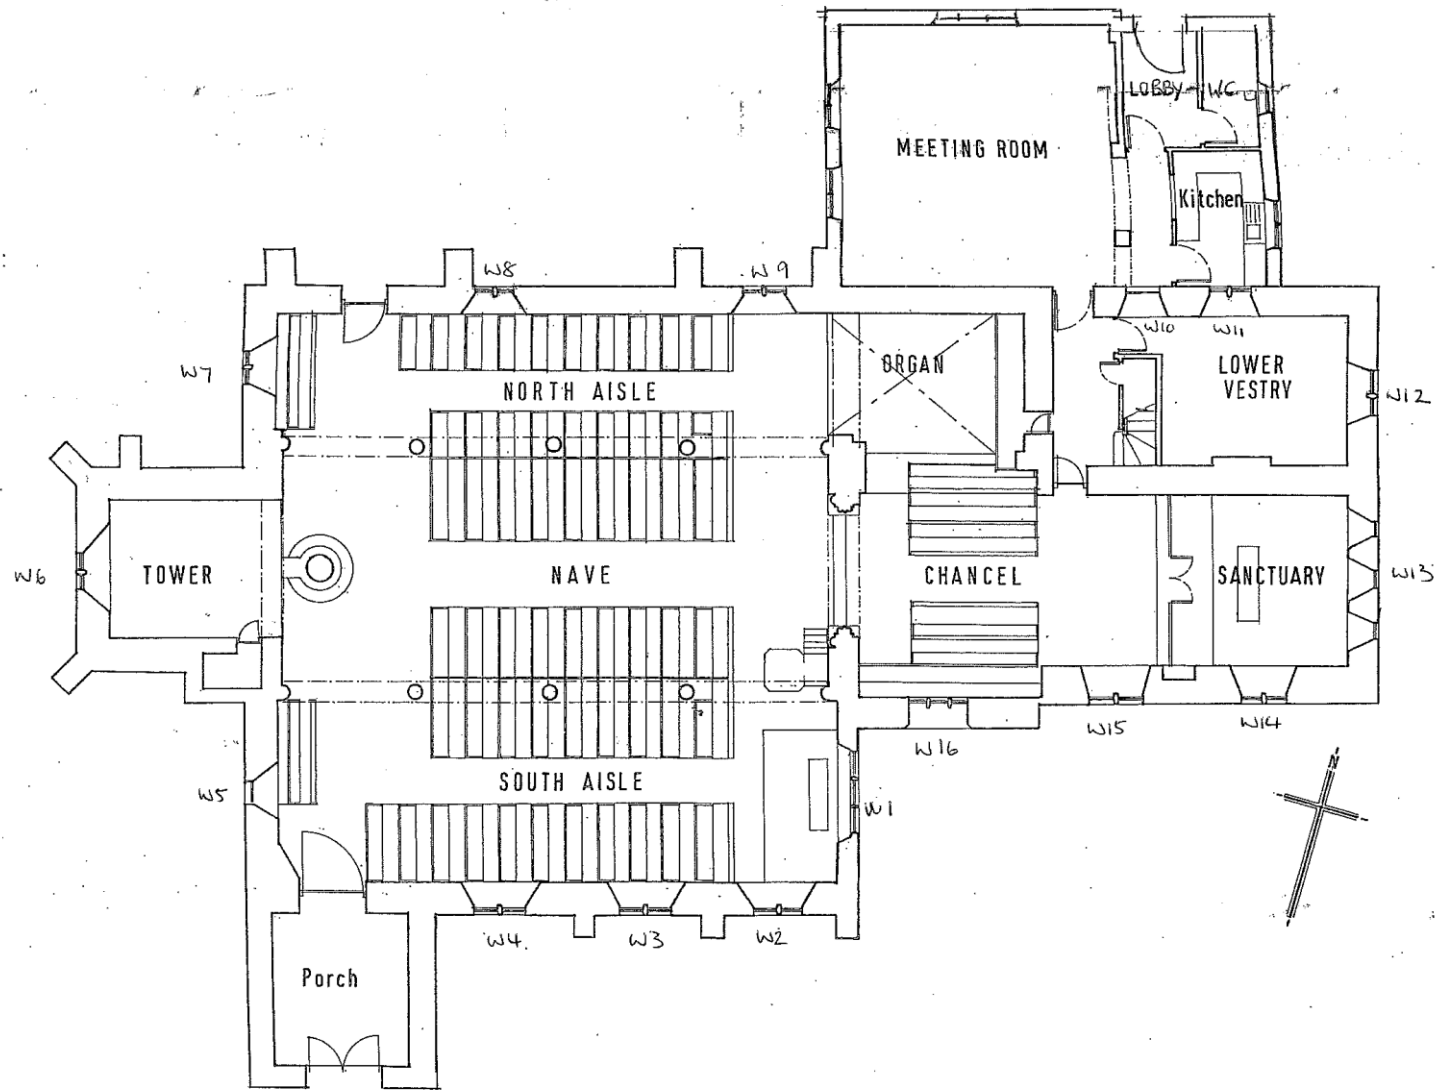 LOBBY WC
MEETING ROOM
Kitchen
W8
W9
W10
W11
W7
ORGAN
LOWER
VESTRY
NORTH AISLE
W12
W6
TOWER
NAVE
CHANCEL
SANCTUARY
W13
W5
SOUTH AISLE
W16
W15
W14
N
W1
W4.
W3
W2
Porch